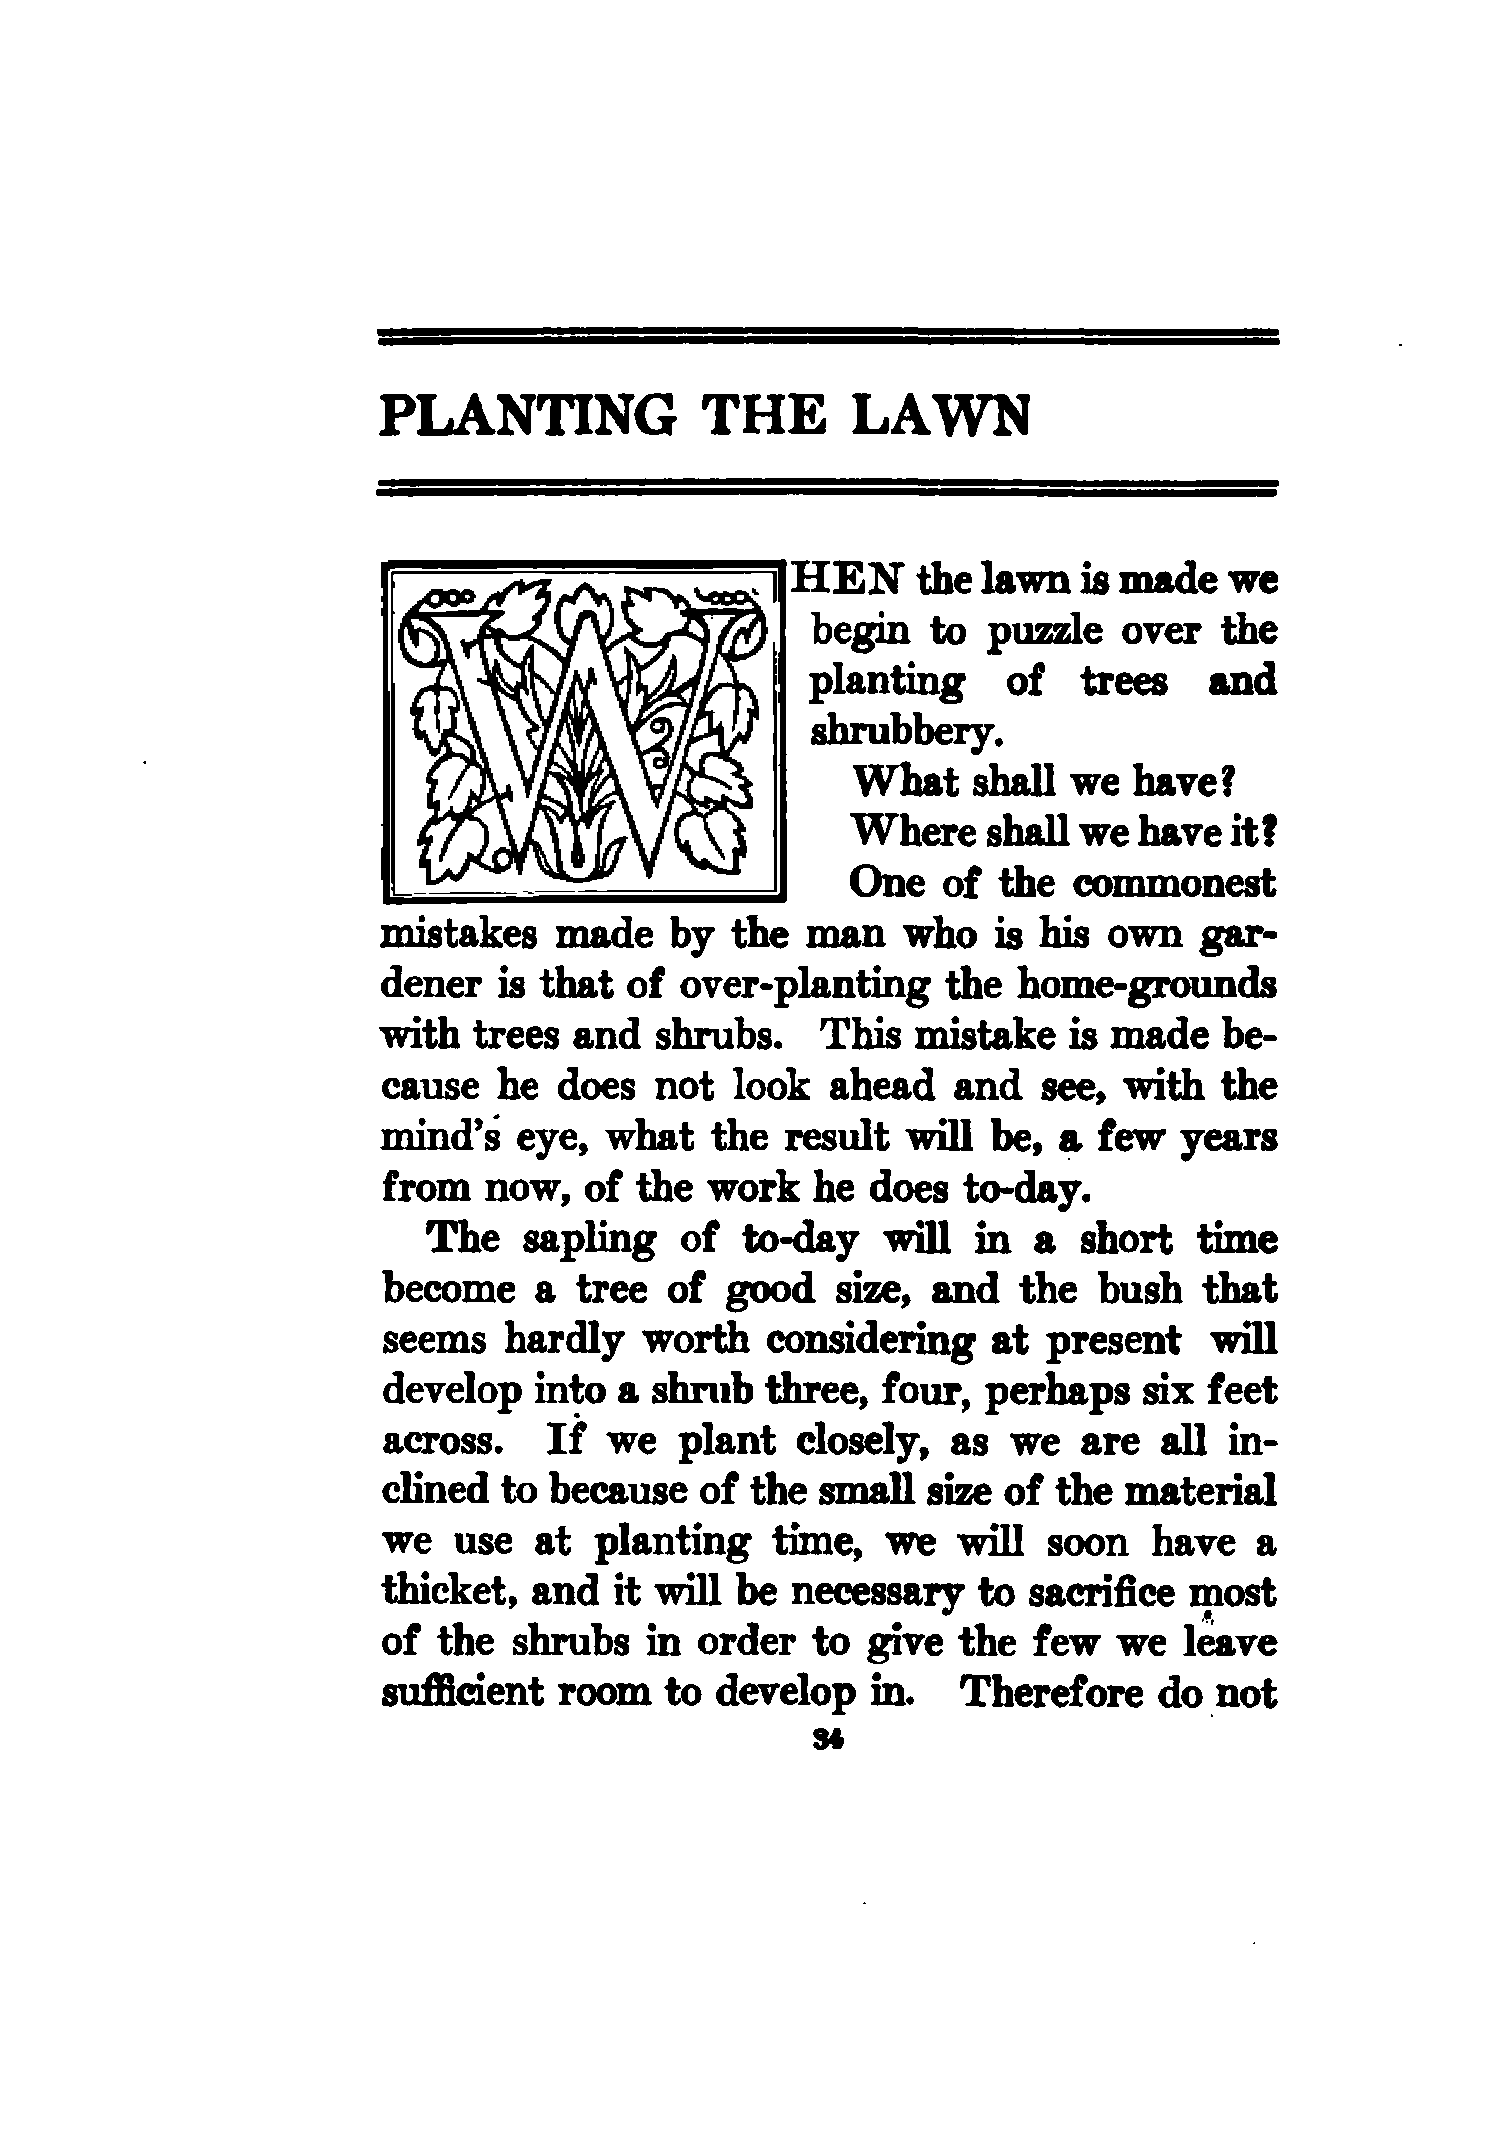 PLANTING THE LAWN
WHEN the lawn is made we
begin to puzzle over the
planting of trees and
shrubbery.
What shall we have?
Where shall we have it?
One of the commonest
mistakes made by the man who is his own gar-
dener is that of over-planting the home-grounds
with trees and shrubs. This mistake is made be-
cause he does not look ahead and see, with the
mind's eye, what the result will be, a few years
from now, of the work he does to-day.
The sapling of to-day will in a short time
become a tree of good size, and the bush that
seems hardly worth considering at present will
develop into a shrub three, four, perhaps six feet
across. If we plant closely, as we are all in-
clined to because of the small size of the material
we use at planting time, we will soon have a
thicket, and it will be necessary to sacrifice most
of the shrubs in order to give the few we leave
sufficient room to develop in. Therefore do not
34